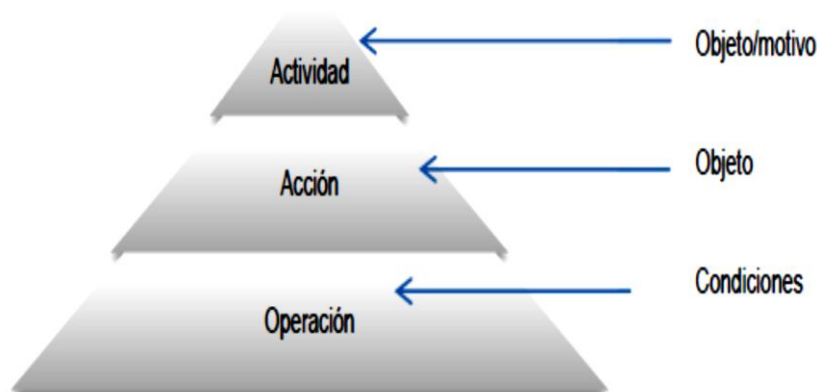 Actividad
Objeto/motivo
Acción
Objeto
Operación
Condiciones